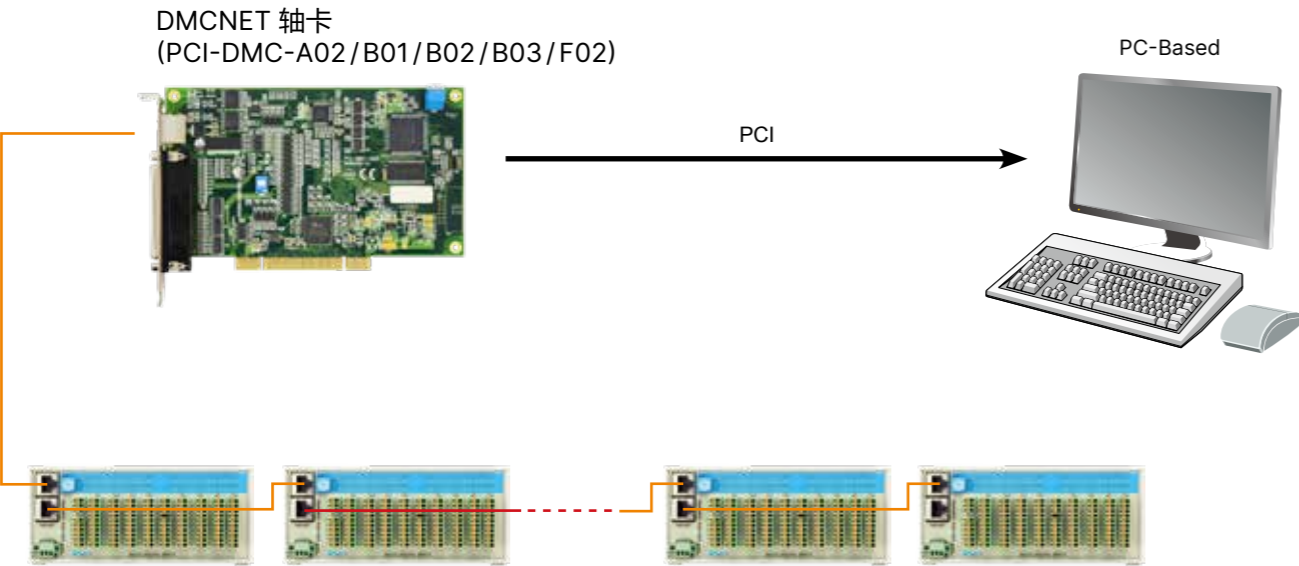 DMCNET 轴卡
(PCI-DMC-A02/B01/B02/B03/F02)
PC-Based
PCI